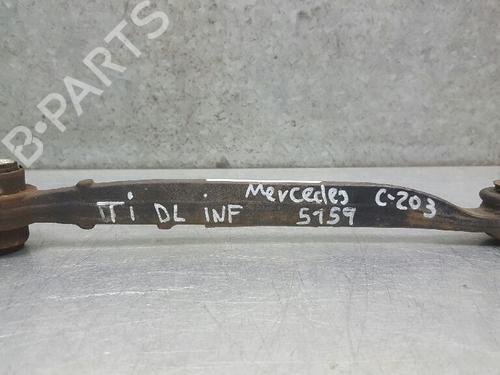 B-PARTS
Mercedes C-203
TTi DL iNF 5159